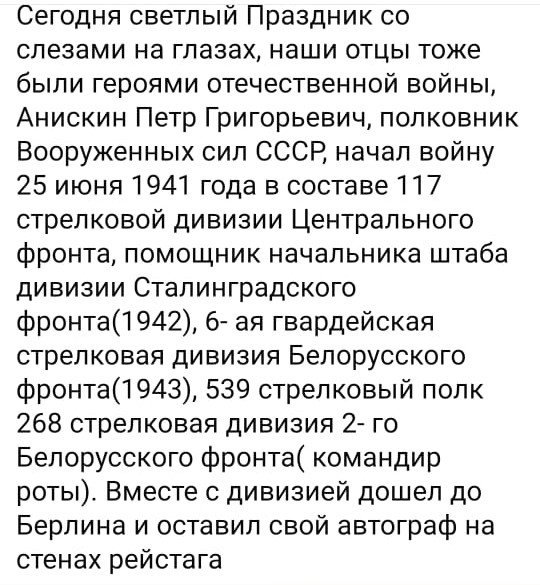 Сегодня светлый Праздник со
слезами на глазах, наши отцы тоже
были героями отечественной войны,
Анискин Петр Григорьевич, полковник
Вооруженных сил СССР, начал войну
25 июня 1941 года в составе 117
стрелковой дивизии Центрального
фронта, помощник начальника штаба
дивизии Сталинградского
фронта(1942), 6- ая гвардейская
стрелковая дивизия Белорусского
фронта(1943), 539 стрелковый полк
268 стрелковая дивизия 2- го
Белорусского фронта( командир
роты). Вместе с дивизией дошел до
Берлина и оставил свой автограф на
стенах рейстага